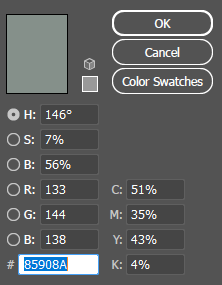 OK
Cancel
Color Swatches
H: 146°
S: 7%
B: 56%
R: 133 C: 51%
G: 144 M: 35%
B: 138 Y: 43%
# 85908A K: 4%